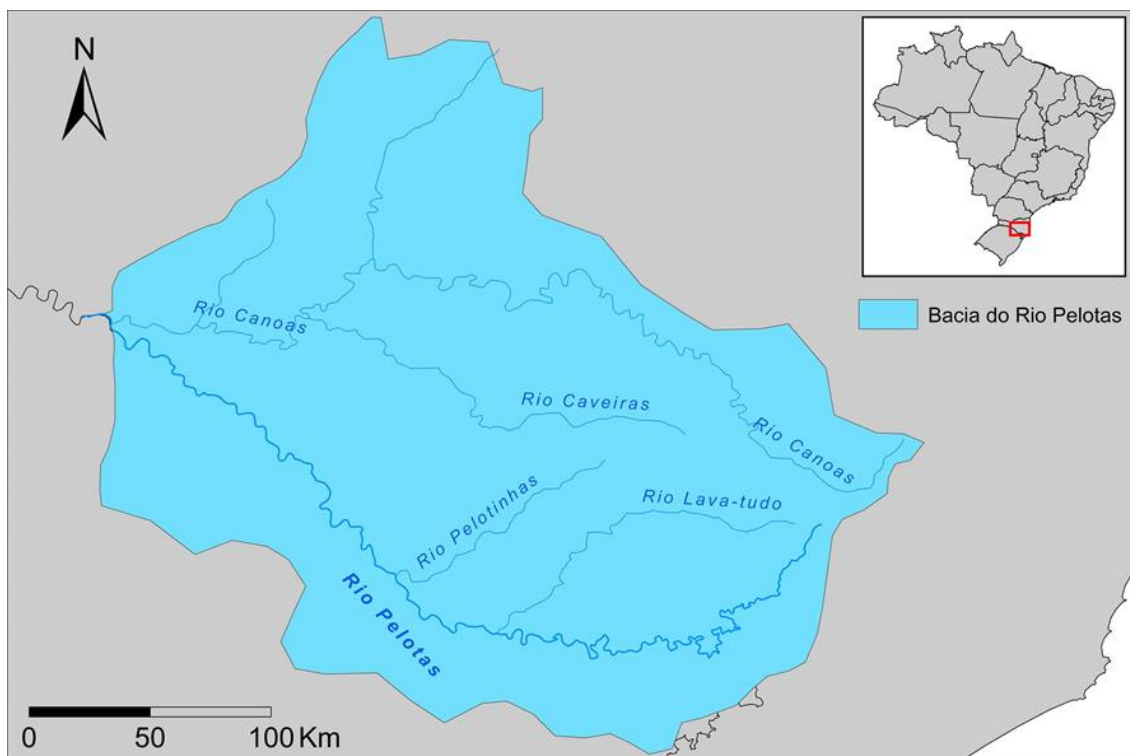 N
Bacia do Rio Pelotas
Rio Canoas
Rio Caveiras
Rio Canoas
Rio Pelotinhas
Rio Lava-tudo
Rio Pelotas
0 50 100 Km